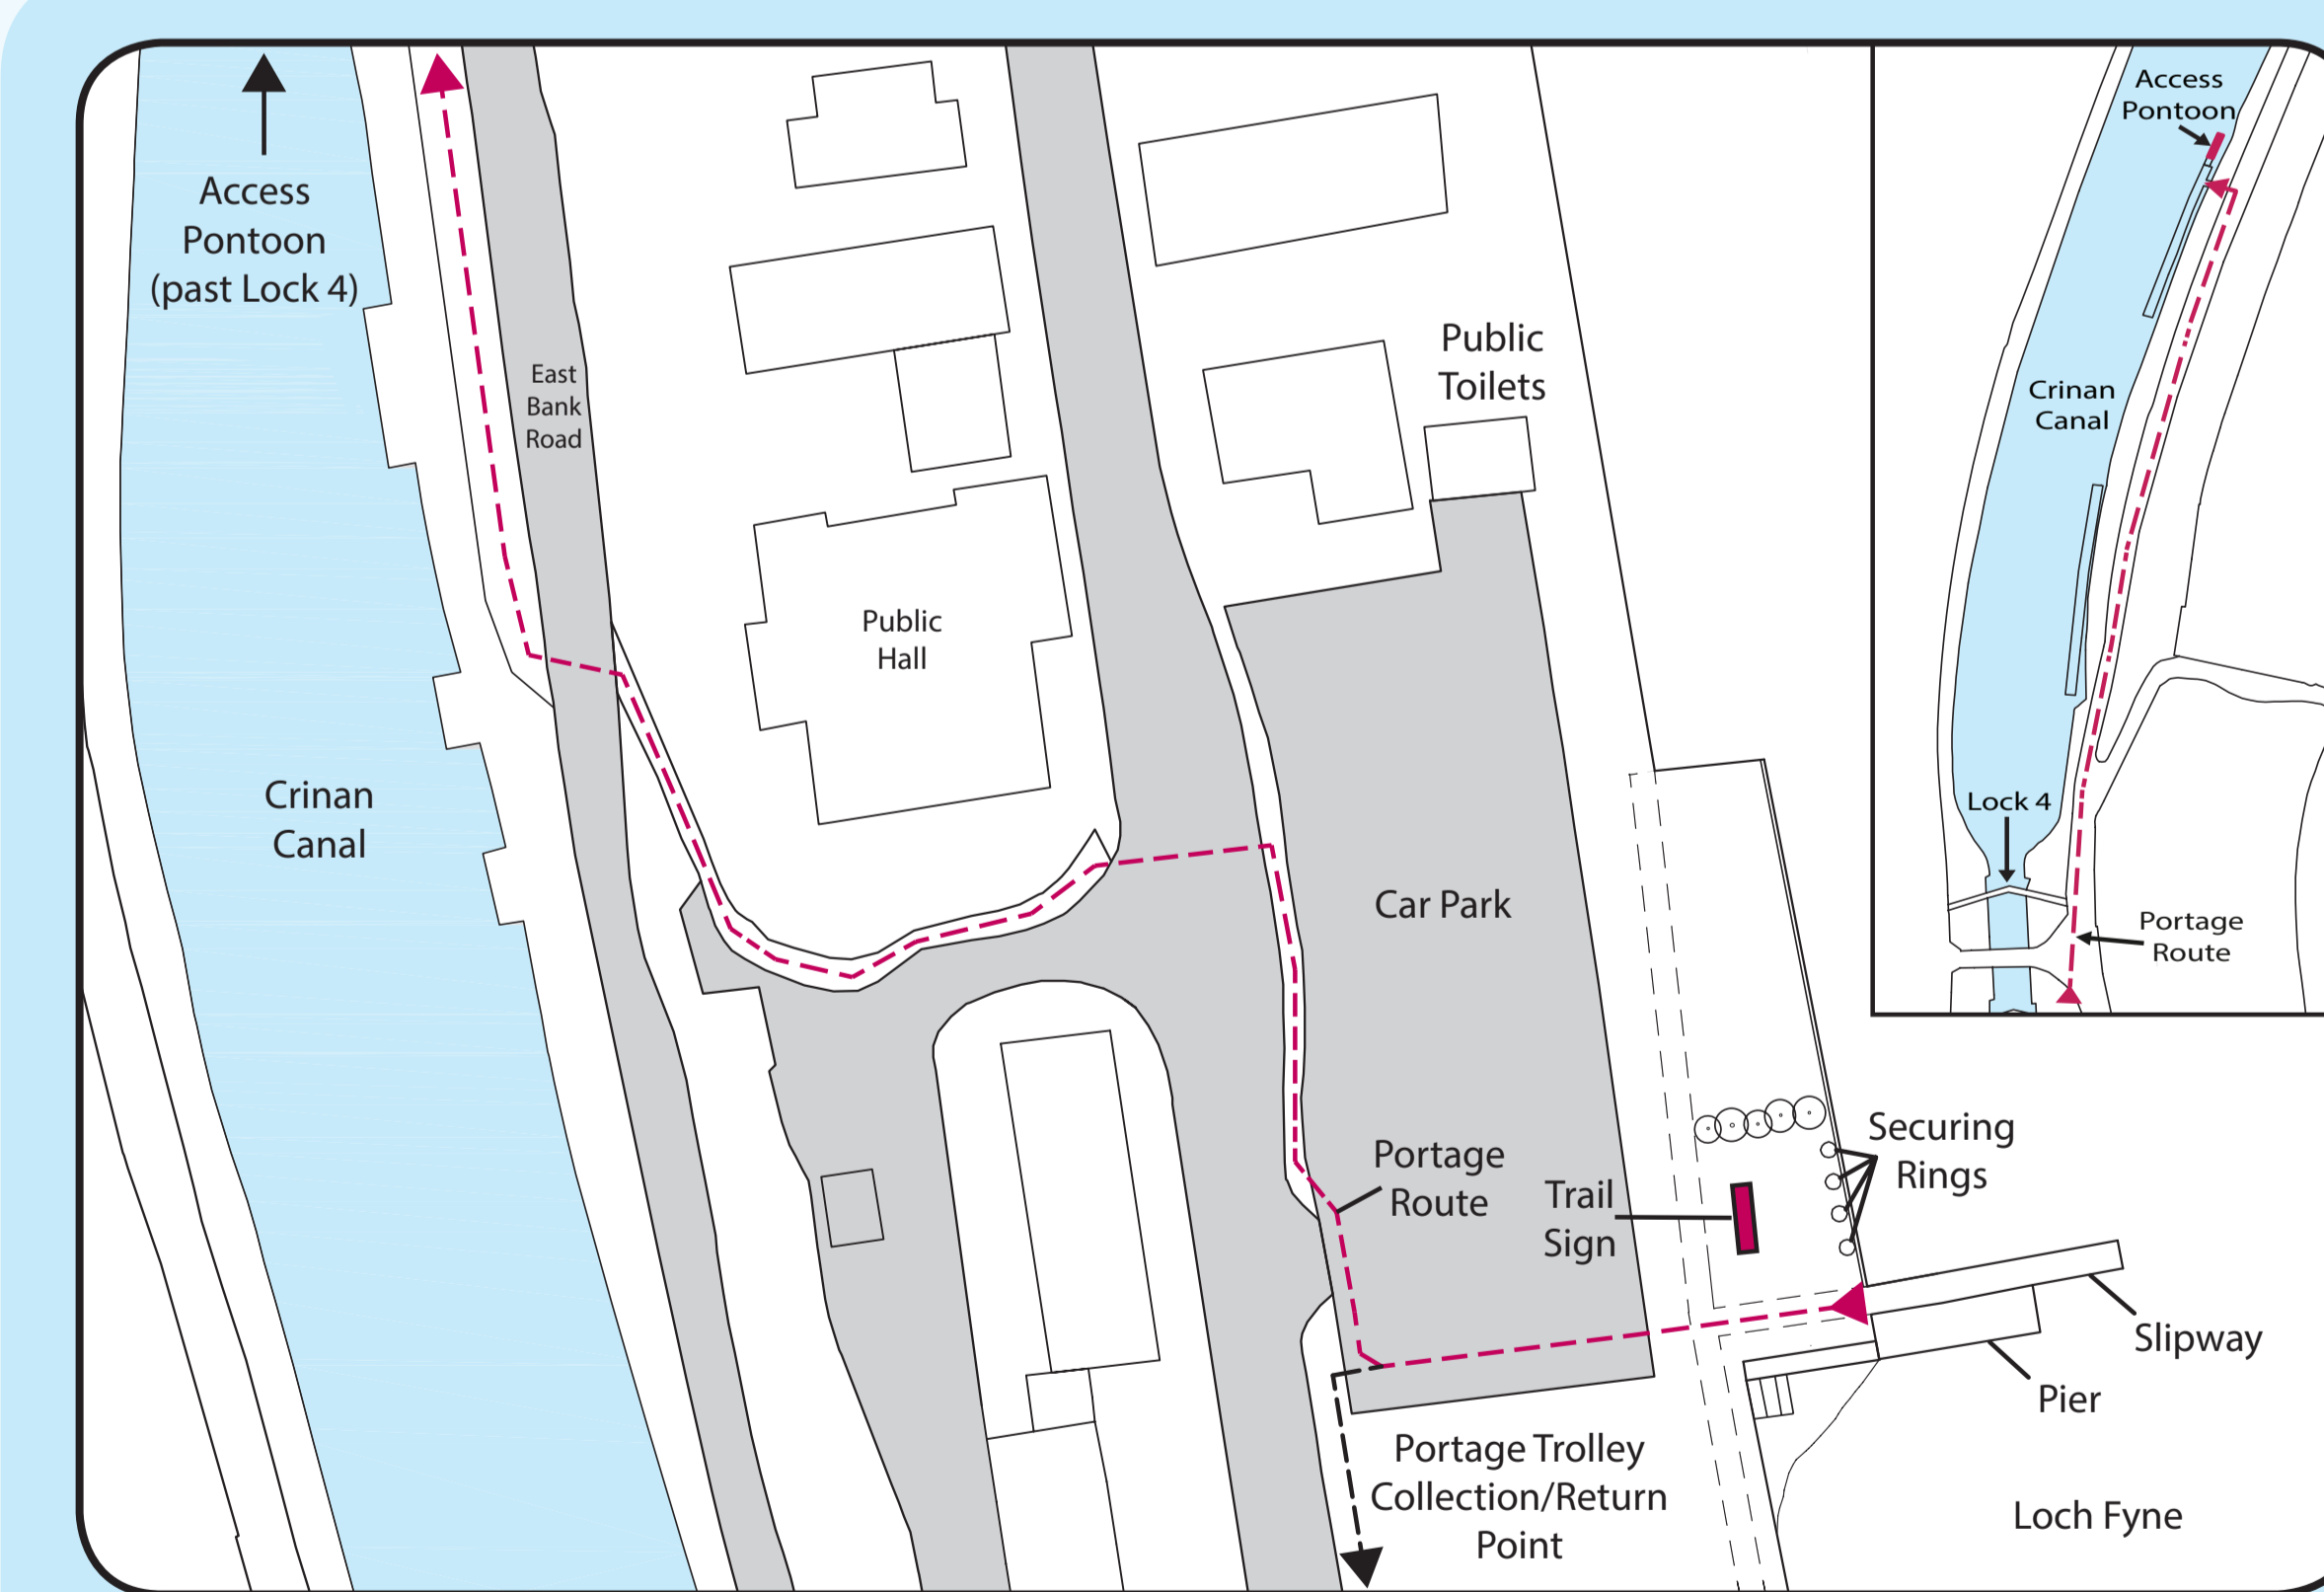 Access
Pontoon
(past Lock 4)
East
Bank
Road
Public
Toilets
Public
Hall
Crinan
Canal
Car Park
Portage
Route
Trail
Sign
Securing
Rings
Slipway
Pier
Portage Trolley
Collection/Return
Point
Loch Fyne
Access
Pontoon
Crinan
Canal
Lock 4
Portage
Route